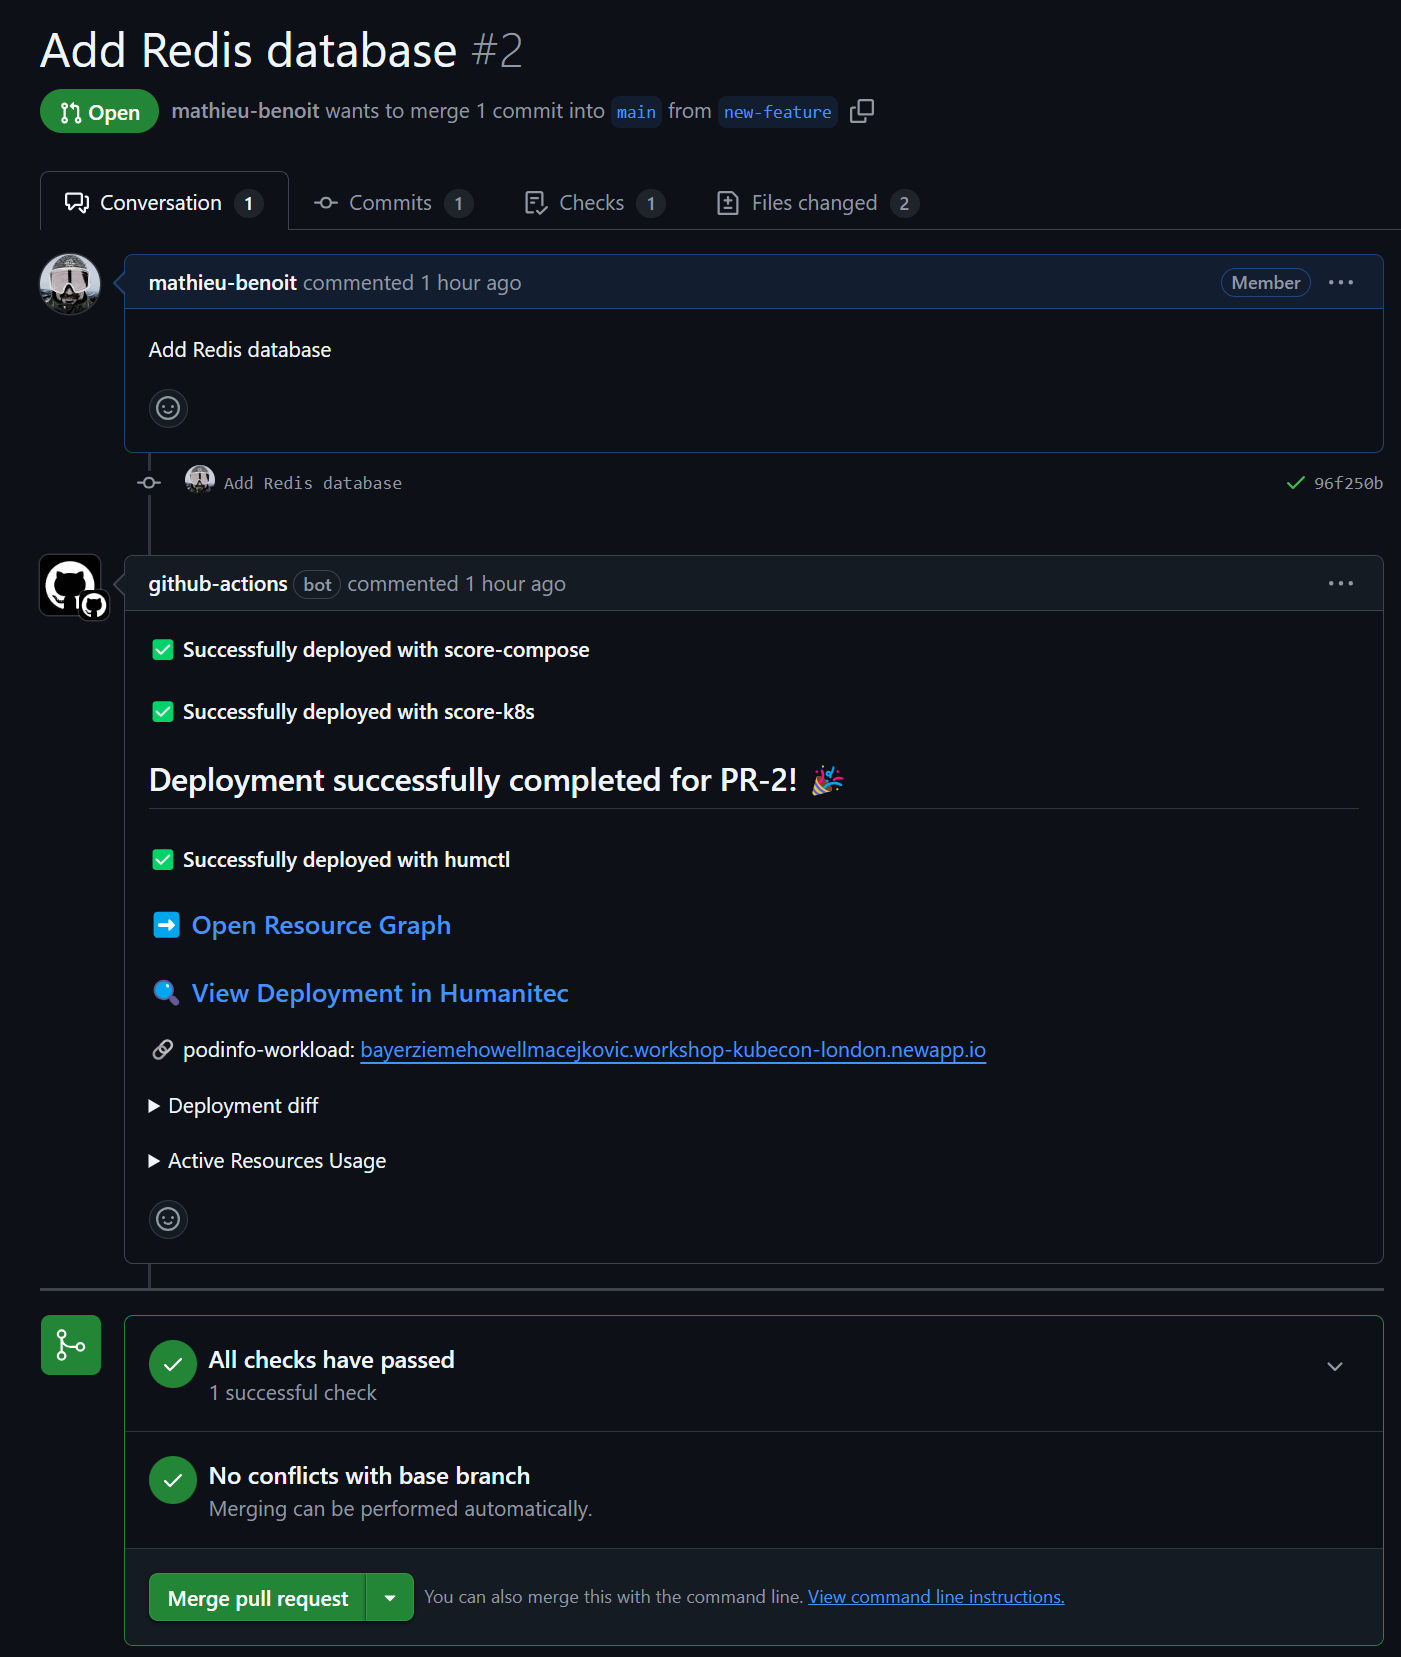 Add Redis database #2
Open mathieu-benoit wants to merge 1 commit into main from new-feature
Conversation 1 Commits 1 Checks 1 Files changed 2
mathieu-benoit commented 1 hour ago Member
Add Redis database
Add Redis database 96f250b
github-actions bot commented 1 hour ago
✅ Successfully deployed with score-compose
✅ Successfully deployed with score-k8s
Deployment successfully completed for PR-2! 🎉
✅ Successfully deployed with humctl
➡️ Open Resource Graph
🔍 View Deployment in Humanitec
🔗 podinfo-workload: bayerziemehowellmacejkovic.workshop-kubecon-london.newapp.io
Deployment diff
Active Resources Usage
All checks have passed
1 successful check
No conflicts with base branch
Merging can be performed automatically.
Merge pull request You can also merge this with the command line. View command line instructions.